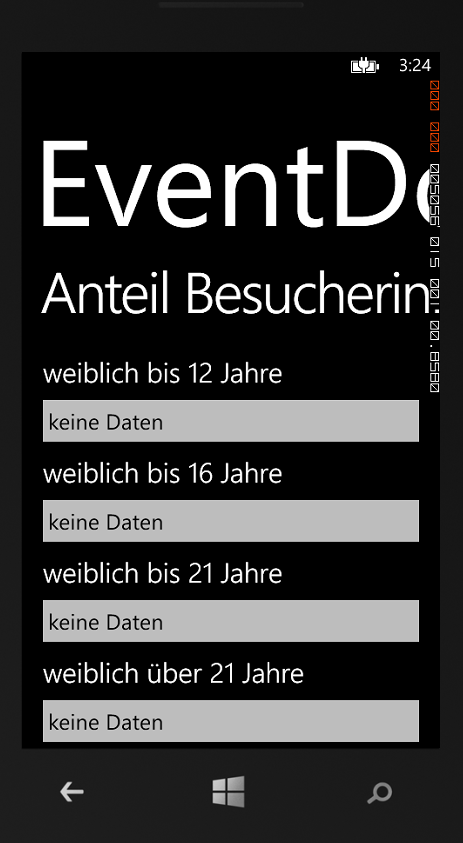 3:24
EventDo
Anteil Besucherin.
weiblich bis 12 Jahre
keine Daten
weiblich bis 16 Jahre
keine Daten
weiblich bis 21 Jahre
keine Daten
weiblich über 21 Jahre
keine Daten